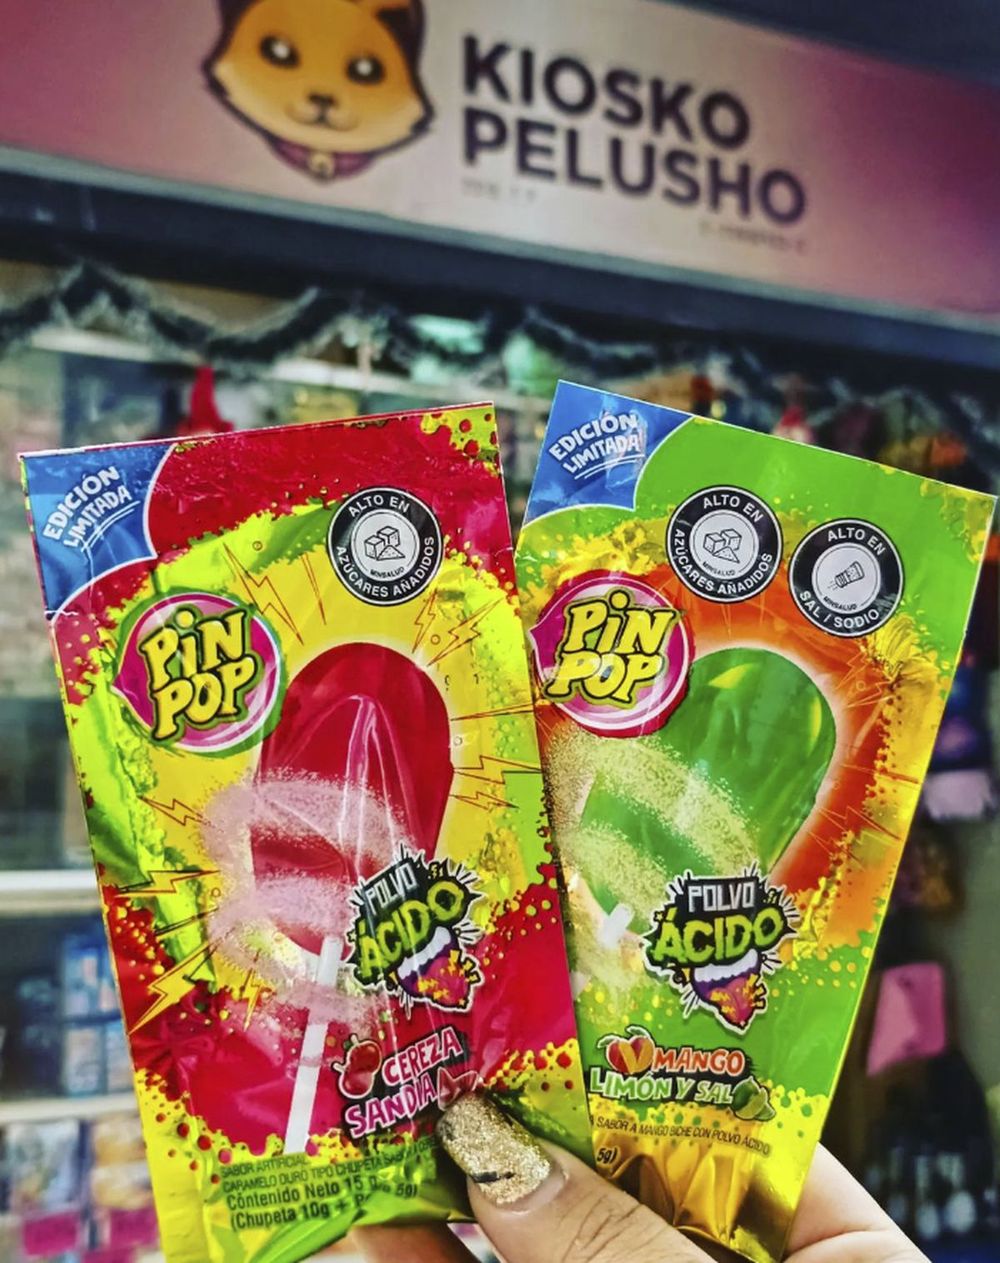 KIOSKO
PELUSHO
EDICIÓN
LIMITADA
ALTO EN
AZÚCARES AÑADIDOS
MINSALUD
PiN
POP
POLVO
ÁCIDO
CEREZA
SANDÍA
SABOR ARTIFICIAL
CARAMELO DURO TIPO CHUPETA
Contenido Neto 15
(Chupeta 10g +
EDICIÓN
LIMITADA
ALTO EN
AZÚCARES AÑADIDOS
MINSALUD
ALTO EN
SAL / SODIO
MINSALUD
PiN
POP
POLVO
ÁCIDO
MANGO
LIMÓN Y SAL
SABOR A MANGO BICHE CON POLVO ÁCIDO
5g)